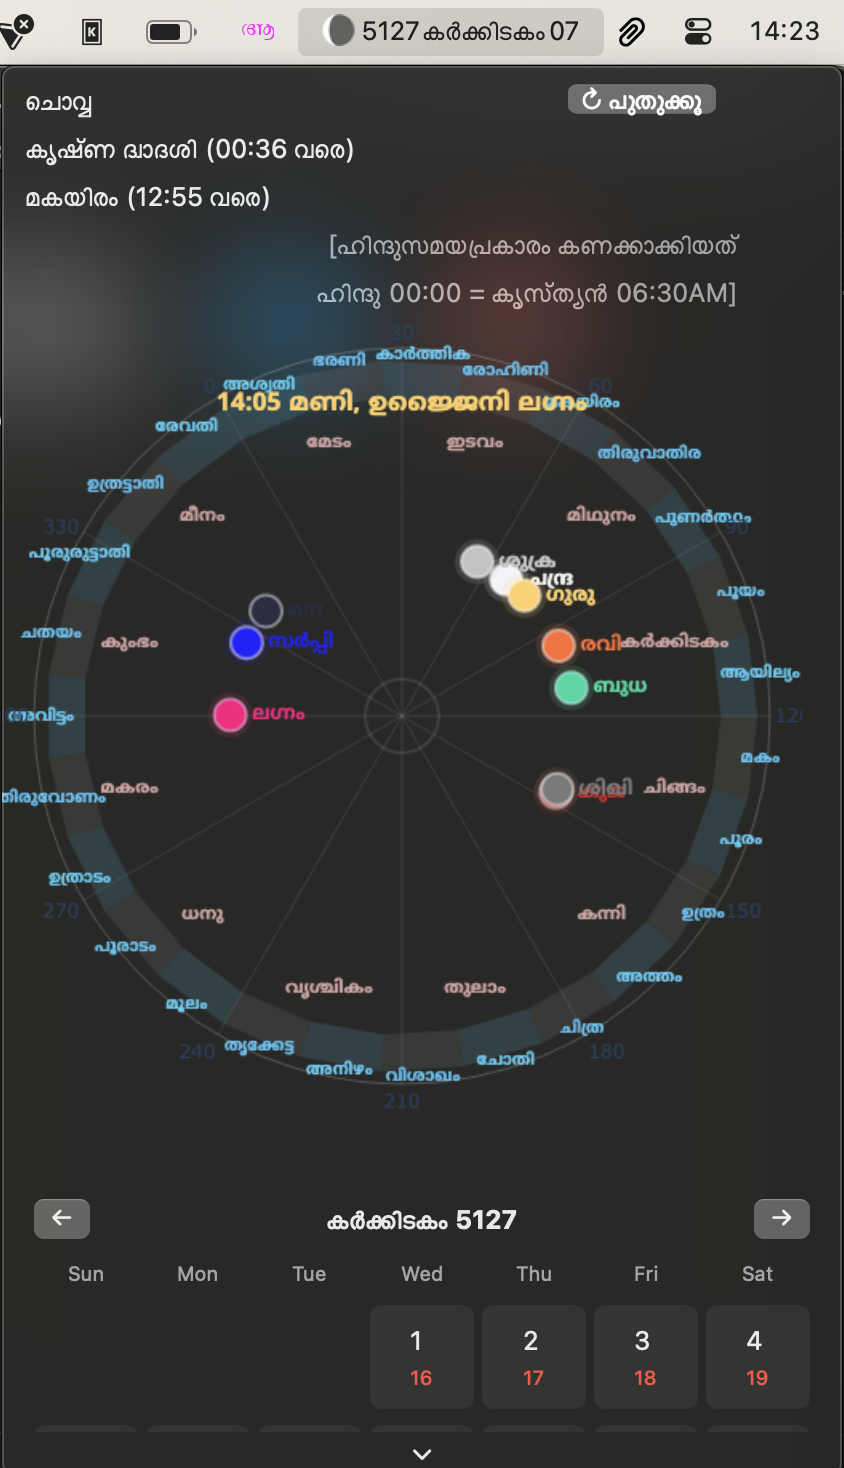 ആ
5127 കർക്കിടകം 07
14:23
ചൊവ്വ
പുതുക്കൂ
കൃഷ്ണ ദ്വാദശി (00:36 വരെ)
മകയിരം (12:55 വരെ)
[ഹിന്ദുസമയപ്രകാരം കണക്കാക്കിയത്
ഹിന്ദു 00:00 = കൃസ്ത്യൻ 06:30AM]
30
ഭരണി കാർത്തിക
രോഹിണി
0 അശ്വതി 60
14:05 മണി, ഉജ്ജൈനി ലഗ്നം
രേവതി
മേടം ഇടവം
തിരുവാതിര
ഉത്രട്ടാതി
മീനം മിഥുനം പുണർതം 90
330
പൂരുരുട്ടാതി
ശുക്ര
ചന്ദ്ര
ഗുരു പൂയം
മന്ദ
ചതയം കുംഭം സർപ്പി രവി കർക്കിടകം
ആയില്യം
ബുധ
അവിട്ടം ലഗ്നം 120
മകം
തിരുവോണം മകരം ശിഖി കുജ ചിങ്ങം
പൂരം
ഉത്രാടം
270 ധനു കന്നി ഉത്രം 150
പൂരാടം
അത്തം
വൃശ്ചികം തുലാം
മൂലം
ചിത്ര
240 തൃക്കേട്ട 180
അനിഴം വിശാഖം ചോതി
210
കർക്കിടകം 5127
Sun Mon Tue Wed Thu Fri Sat
1 2 3 4
16 17 18 19